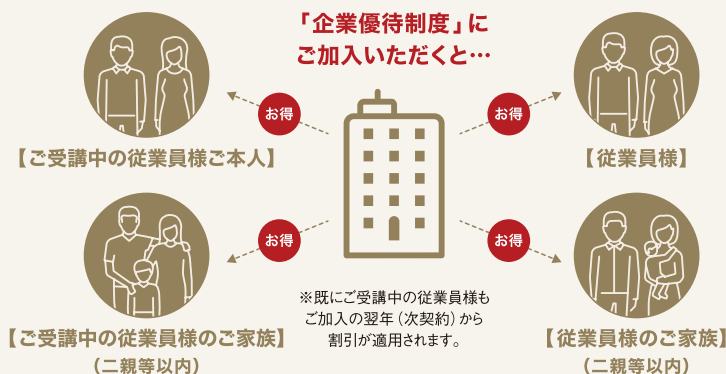 「企業優待制度」に
ご加入いただくと…
お得
お得
【ご受講中の従業員様ご本人】
【従業員様】
お得
お得
※既にご受講中の従業員様も
ご加入の翌年（次契約）から
割引が適用されます。
【ご受講中の従業員様のご家族】
（二親等以内）
【従業員様のご家族】
（二親等以内）